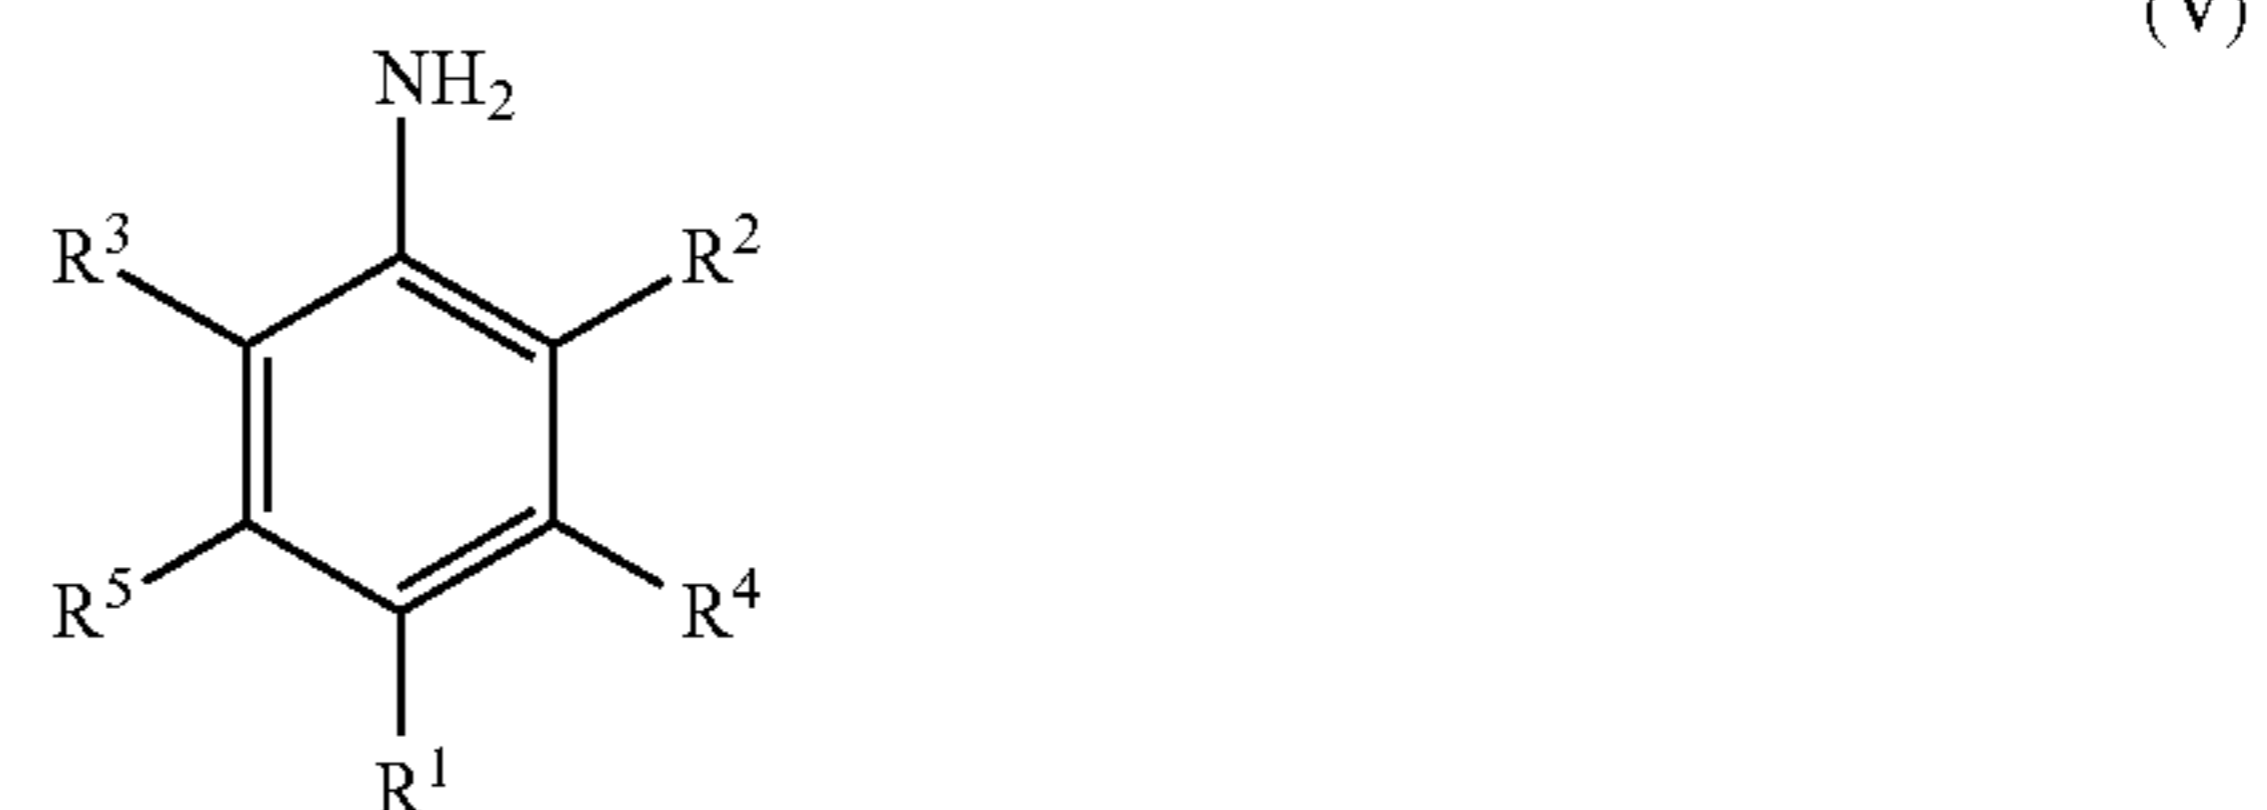 (V)
NH₂
R³ R²
R⁵ R⁴
R¹